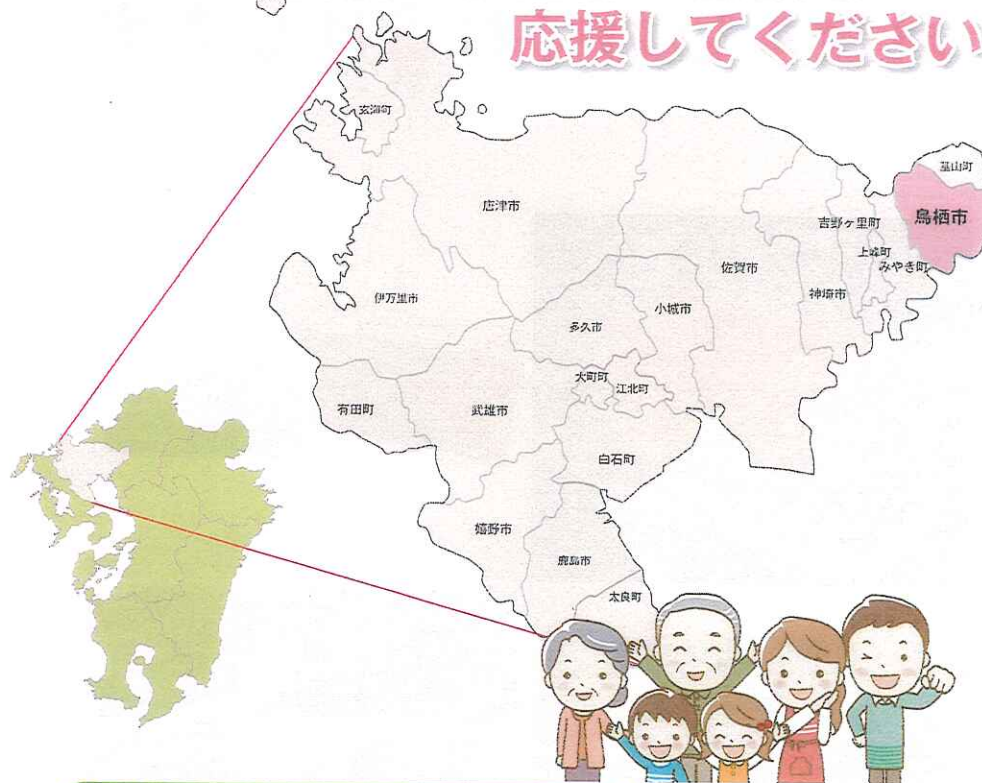 応援してください
玄海町
基山町
唐津市
鳥栖市
吉野ヶ里町
上峰町
みやき町
佐賀市
神埼市
伊万里市
小城市
多久市
大町町
江北町
有田町
武雄市
白石町
嬉野市
鹿島市
太良町